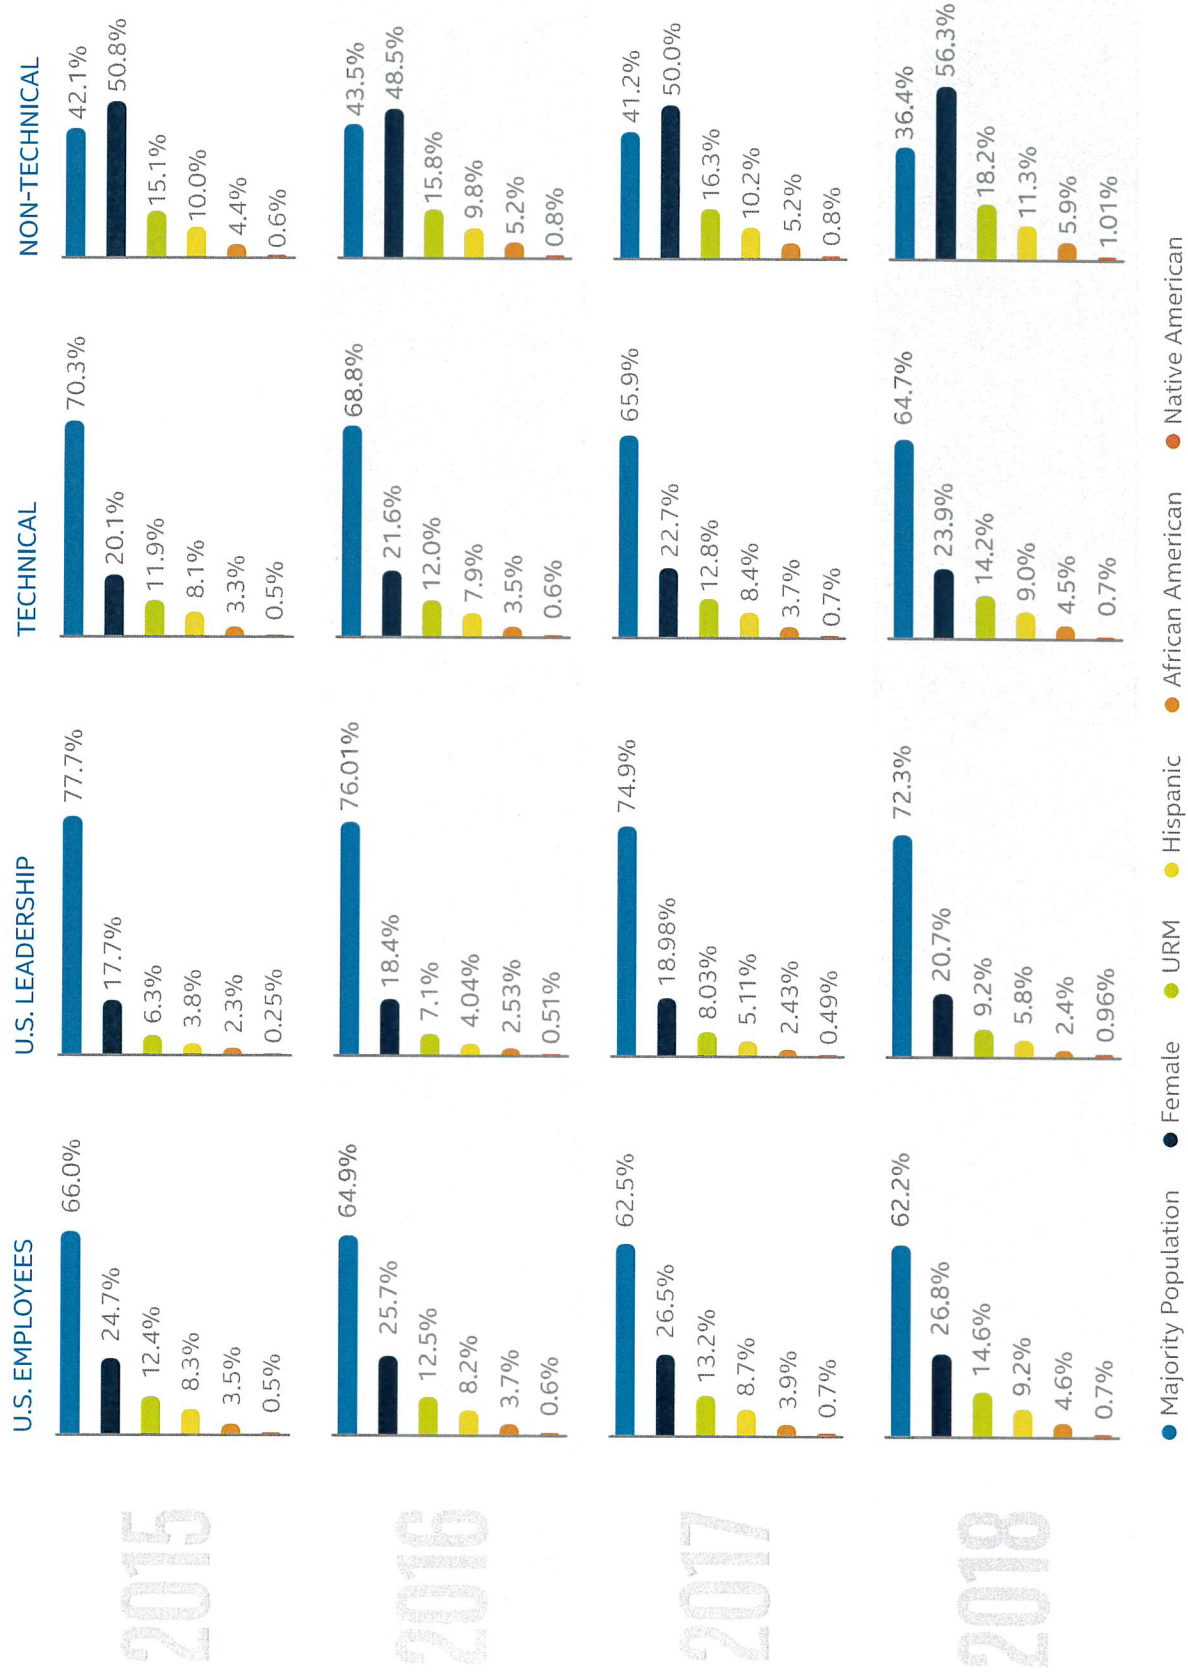 U.S. EMPLOYEES U.S. LEADERSHIP TECHNICAL NON-TECHNICAL
2015
66.0% 77.7% 70.3% 42.1%
24.7% 17.7% 20.1% 50.8%
12.4% 6.3% 11.9% 15.1%
8.3% 3.8% 8.1% 10.0%
3.5% 2.3% 3.3% 4.4%
0.5% 0.25% 0.5% 0.6%
2016
64.9% 76.01% 68.8% 43.5%
25.7% 18.4% 21.6% 48.5%
12.5% 7.1% 12.0% 15.8%
8.2% 4.04% 7.9% 9.8%
3.7% 2.53% 3.5% 5.2%
0.6% 0.51% 0.6% 0.8%
2017
62.5% 74.9% 65.9% 41.2%
26.5% 18.98% 22.7% 50.0%
13.2% 8.03% 12.8% 16.3%
8.7% 5.11% 8.4% 10.2%
3.9% 2.43% 3.7% 5.2%
0.7% 0.49% 0.7% 0.8%
2018
62.2% 72.3% 64.7% 36.4%
26.8% 20.7% 23.9% 56.3%
14.6% 9.2% 14.2% 18.2%
9.2% 5.8% 9.0% 11.3%
4.6% 2.4% 4.5% 5.9%
0.7% 0.96% 0.7% 1.01%
Majority Population Female URM Hispanic African American Native American